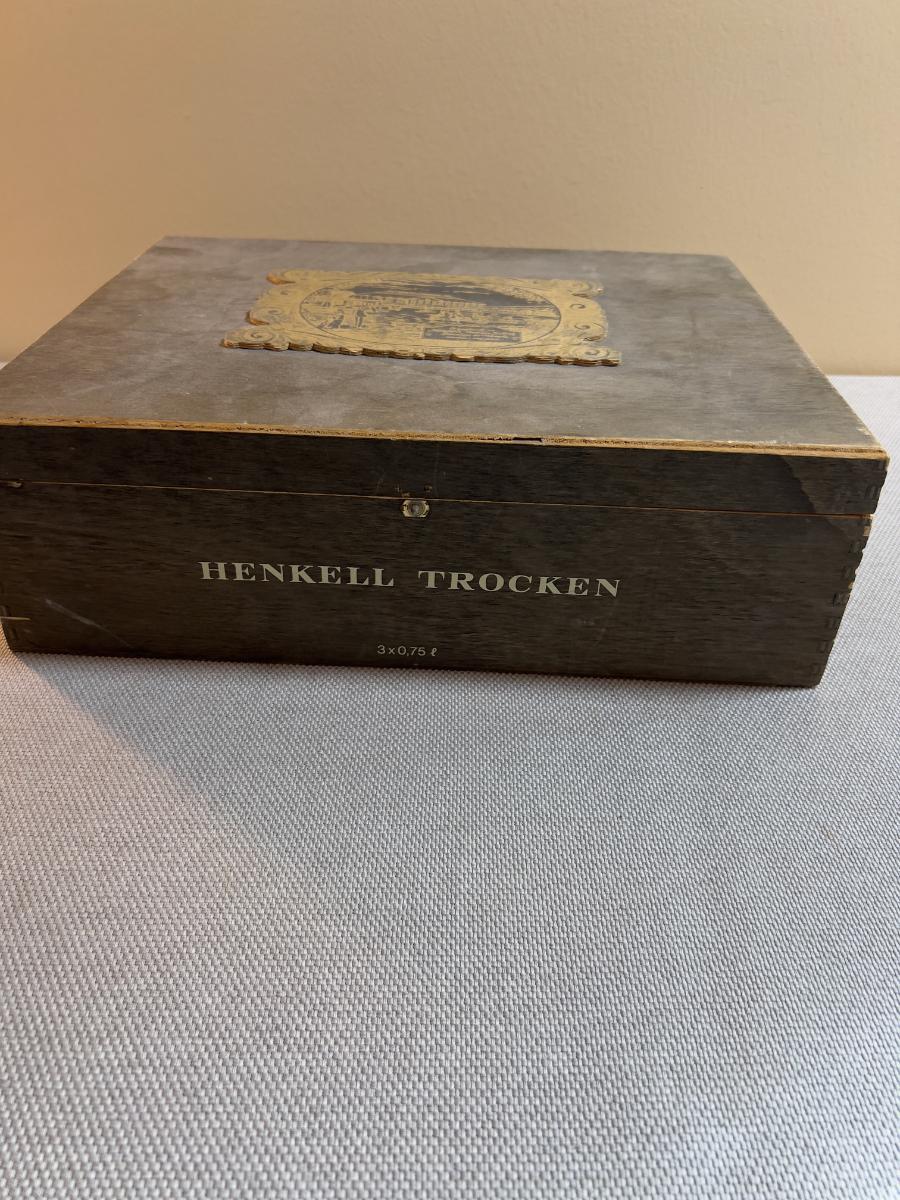 HENKELL TROCKEN
3x0,75 ℓ